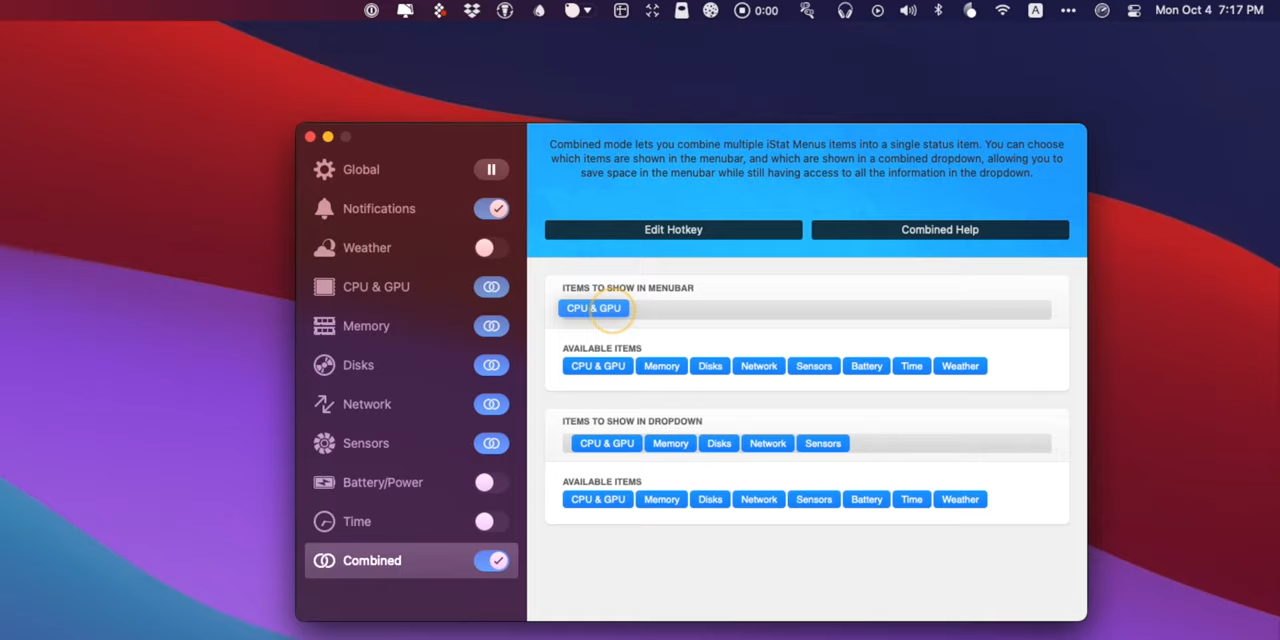 0:00
A
Mon Oct 4 7:17 PM
Global
Notifications
Weather
CPU & GPU
Memory
Disks
Network
Sensors
Battery/Power
Time
Combined
Combined mode lets you combine multiple iStat Menus items into a single status item. You can choose
which items are shown in the menubar, and which are shown in a combined dropdown, allowing you to
save space in the menubar while still having access to all the information in the dropdown.
Edit Hotkey
Combined Help
ITEMS TO SHOW IN MENUBAR
CPU & GPU
AVAILABLE ITEMS
CPU & GPU Memory Disks Network Sensors Battery Time Weather
ITEMS TO SHOW IN DROPDOWN
CPU & GPU Memory Disks Network Sensors
AVAILABLE ITEMS
CPU & GPU Memory Disks Network Sensors Battery Time Weather